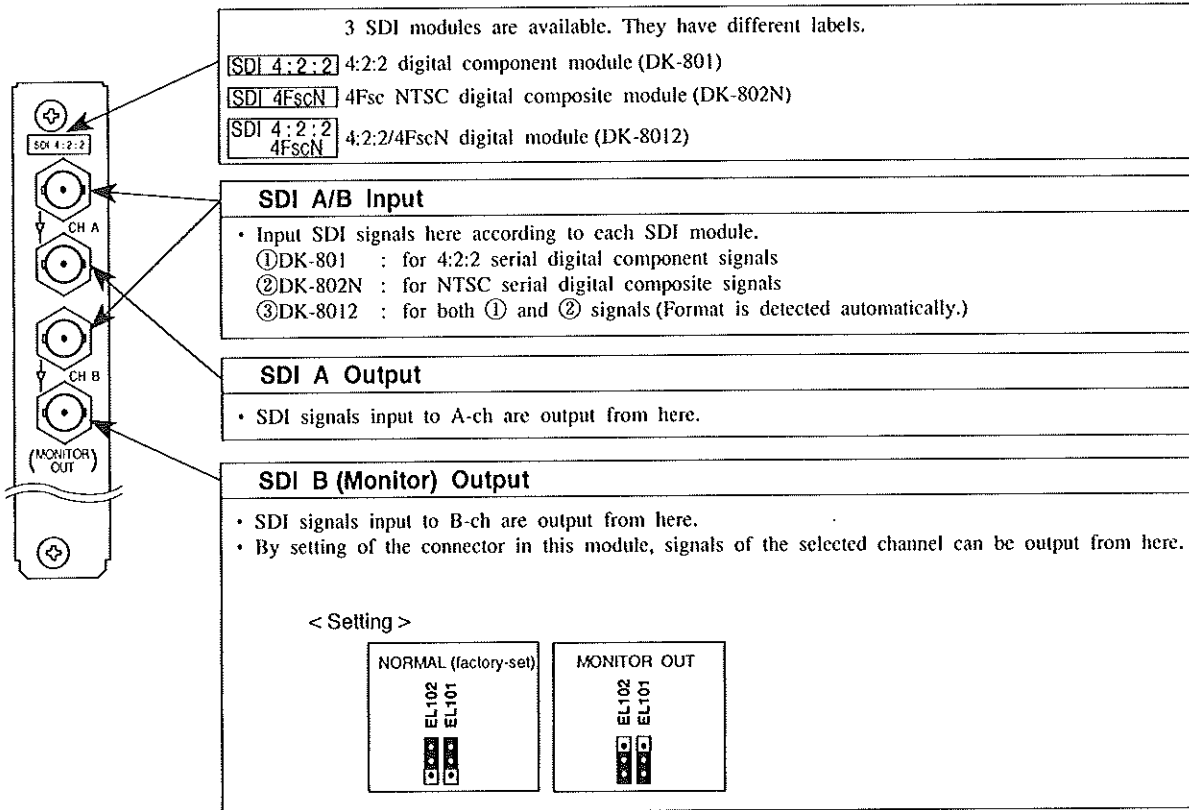 3 SDI modules are available. They have different labels.
SDI 4:2:2 4:2:2 digital component module (DK-801)
SDI 4FscN 4Fsc NTSC digital composite module (DK-802N)
SDI 4:2:2
4FscN 4:2:2/4FscN digital module (DK-8012)
SDI 4:2:2
CH A
CH B
(MONITOR
OUT)
SDI A/B Input
• Input SDI signals here according to each SDI module.
①DK-801 : for 4:2:2 serial digital component signals
②DK-802N : for NTSC serial digital composite signals
③DK-8012 : for both ① and ② signals (Format is detected automatically.)
SDI A Output
• SDI signals input to A-ch are output from here.
SDI B (Monitor) Output
• SDI signals input to B-ch are output from here.
• By setting of the connector in this module, signals of the selected channel can be output from here.
< Setting >
NORMAL (factory-set)
EL102
EL101
MONITOR OUT
EL102
EL101